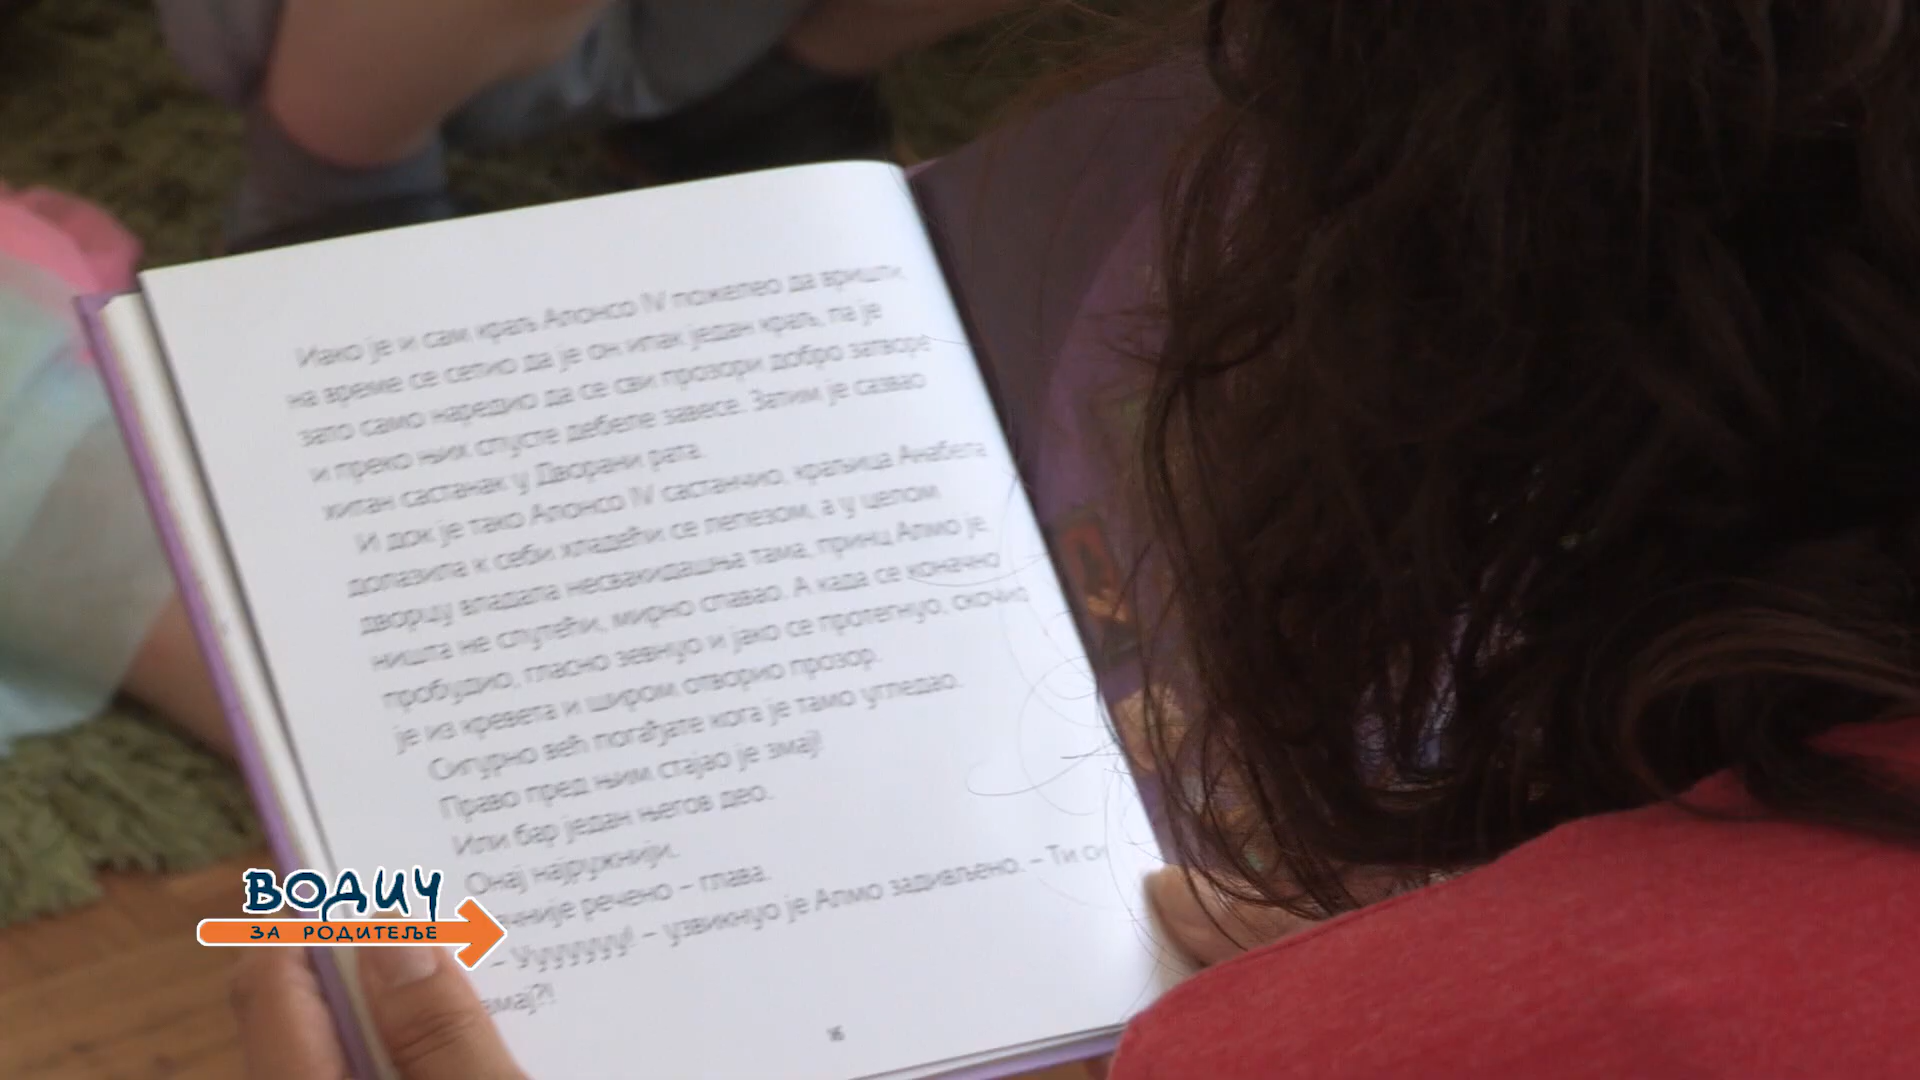 Иако је и сам краљ Алонсо IV пожелео да вришти,
на време се сетио да је он ипак један краљ, па је
зато само наредио да се сви прозори добро затворе
и преко њих спусте дебеле завесе. Затим је сазвао
хитан састанак у Дворани рата.
И док је тако Алонсо IV састанчио, краљица Анабела
долазила к себи хладећи се лепезом, а у целом
дворцу владала несвакидашња тама, принц Алмо је,
ништа не слутећи, мирно спавао. А када се коначно
пробудио, гласно зевнуо и јако се протегнуо, скочио
је из кревета и широм отворио прозор.
Сигурно већ погађате кога је тамо угледао.
Право пред њим стајао је змај!
Или бар један његов део.
Онај најружнији.
речено – глава.
– Ууууууу! – узвикнуо је Алмо задивљено. – Ти си
змај?!
16
ВОДИЧ
ЗА РОДИТЕЉЕ